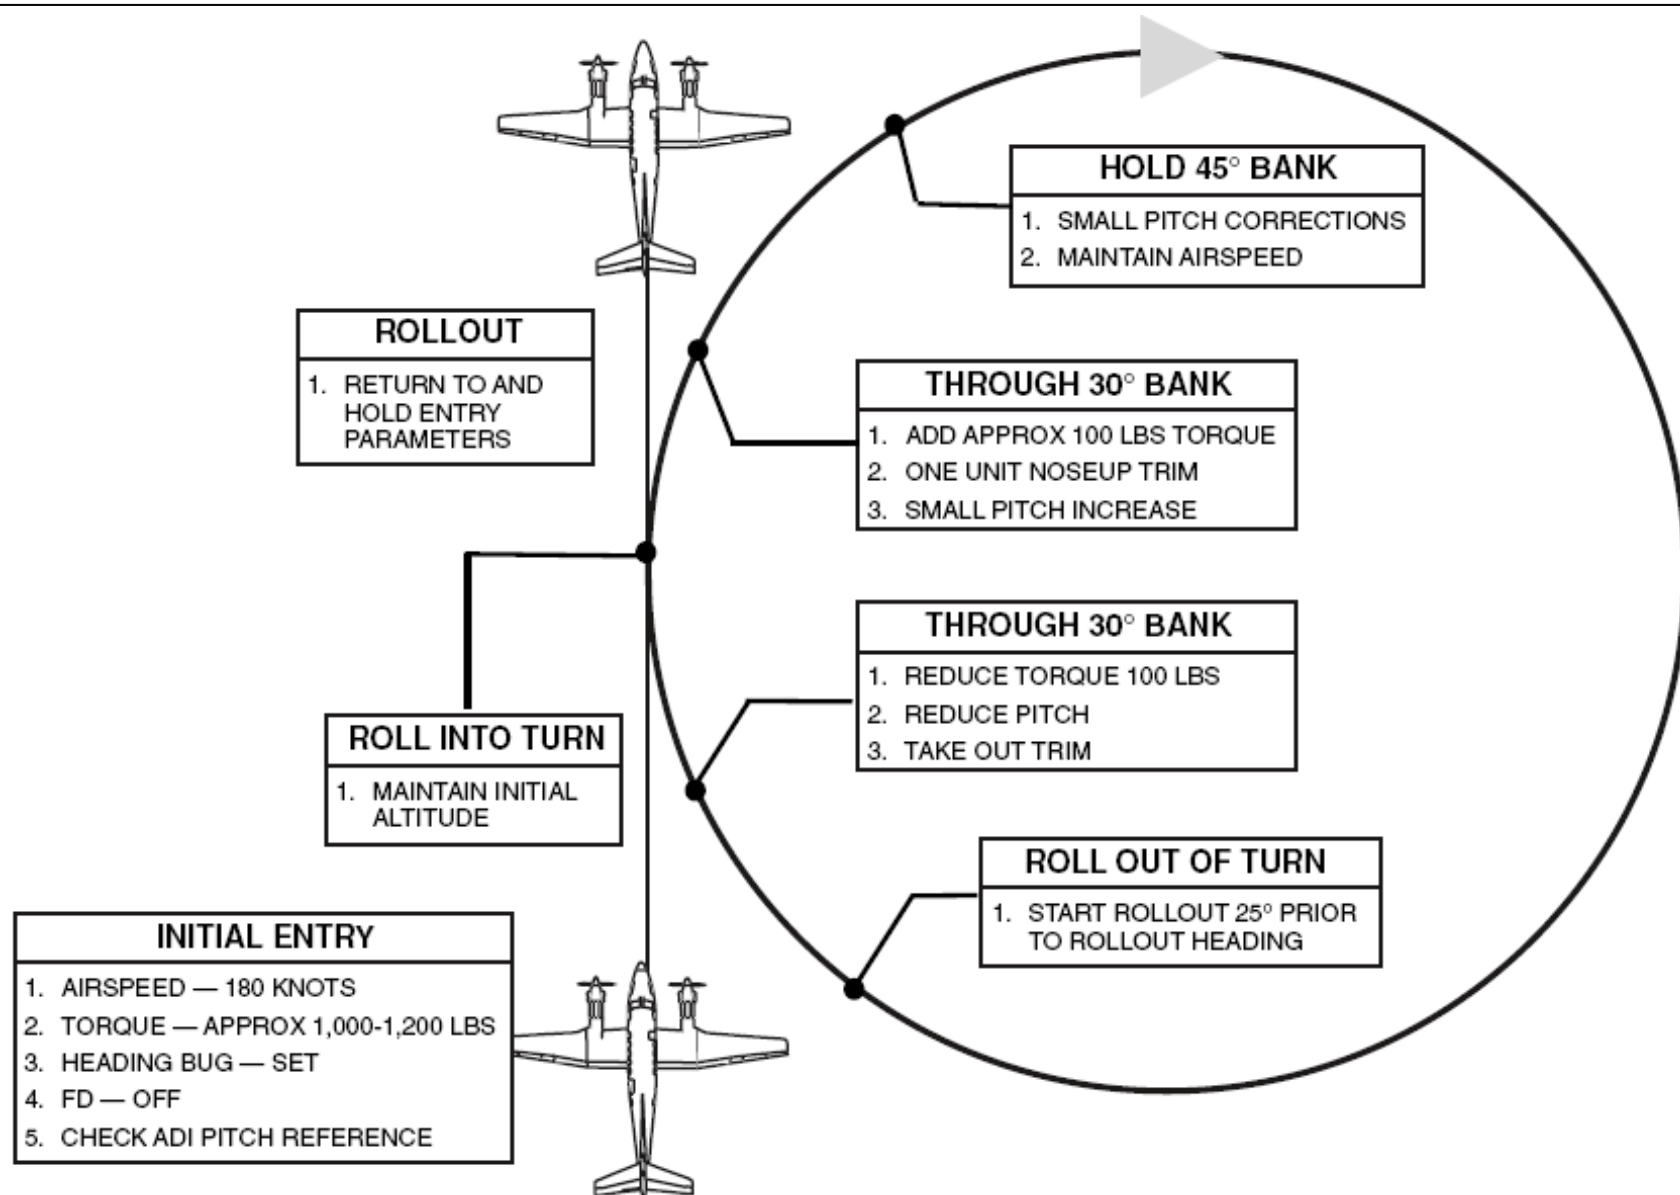 HOLD 45° BANK
1. SMALL PITCH CORRECTIONS
2. MAINTAIN AIRSPEED
ROLLOUT
1. RETURN TO AND
HOLD ENTRY
PARAMETERS
THROUGH 30° BANK
1. ADD APPROX 100 LBS TORQUE
2. ONE UNIT NOSEUP TRIM
3. SMALL PITCH INCREASE
THROUGH 30° BANK
1. REDUCE TORQUE 100 LBS
2. REDUCE PITCH
3. TAKE OUT TRIM
ROLL INTO TURN
1. MAINTAIN INITIAL
ALTITUDE
ROLL OUT OF TURN
1. START ROLLOUT 25° PRIOR
TO ROLLOUT HEADING
INITIAL ENTRY
1. AIRSPEED — 180 KNOTS
2. TORQUE — APPROX 1,000-1,200 LBS
3. HEADING BUG — SET
4. FD — OFF
5. CHECK ADI PITCH REFERENCE